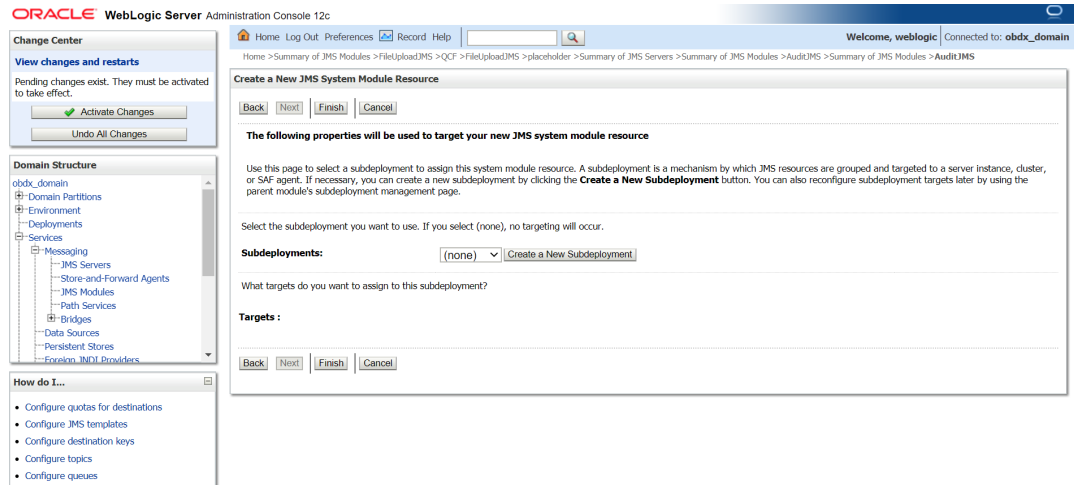 ORACLE WebLogic Server Administration Console 12c
Change Center
View changes and restarts
Pending changes exist. They must be activated
to take effect.
Activate Changes
Undo All Changes
Domain Structure
obdx_domain
Domain Partitions
Environment
Deployments
Services
Messaging
JMS Servers
Store-and-Forward Agents
JMS Modules
Path Services
Bridges
Data Sources
Persistent Stores
Foreign JNDI Providers
How do I...
Configure quotas for destinations
Configure JMS templates
Configure destination keys
Configure topics
Configure queues
Home Log Out Preferences Record Help
Welcome, weblogic Connected to: obdx_domain
Home >Summary of JMS Modules >FileUploadJMS >QCF >FileUploadJMS >placeholder >Summary of JMS Servers >Summary of JMS Modules >AuditJMS >Summary of JMS Modules >AuditJMS
Create a New JMS System Module Resource
Back Next Finish Cancel
The following properties will be used to target your new JMS system module resource
Use this page to select a subdeployment to assign this system module resource. A subdeployment is a mechanism by which JMS resources are grouped and targeted to a server instance, cluster,
or SAF agent. If necessary, you can create a new subdeployment by clicking the Create a New Subdeployment button. You can also reconfigure subdeployment targets later by using the
parent module's subdeployment management page.
Select the subdeployment you want to use. If you select (none), no targeting will occur.
Subdeployments: (none) Create a New Subdeployment
What targets do you want to assign to this subdeployment?
Targets :
Back Next Finish Cancel